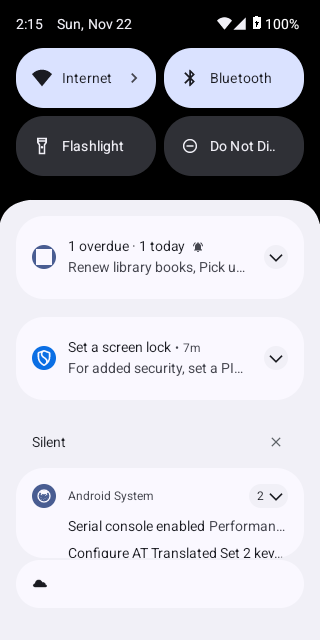 2:15 Sun, Nov 22 100%
Internet
Bluetooth
Flashlight
Do Not Di..
1 overdue · 1 today
Renew library books, Pick u...
Set a screen lock • 7m
For added security, set a PI...
Silent
Android System 2
Serial console enabled Performan...
Configure AT Translated Set 2 key...